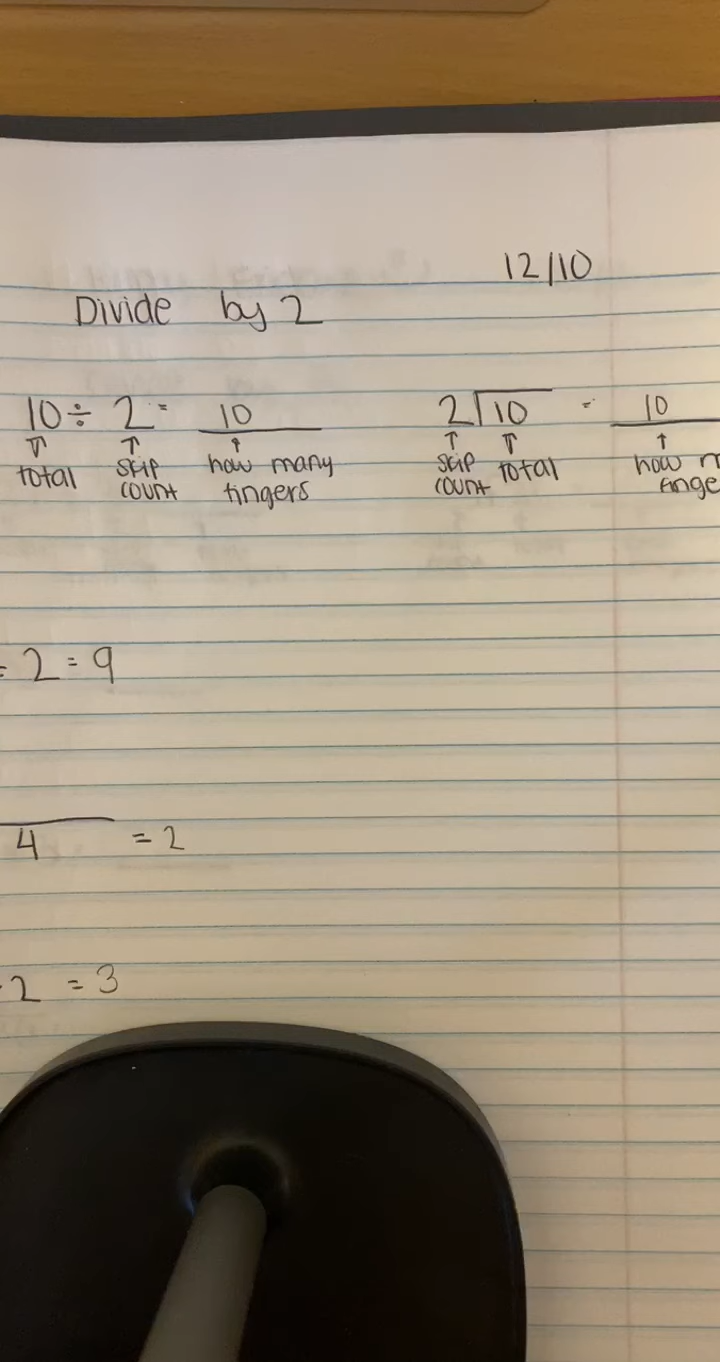 12/10
Divide by 2
10 ÷ 2 = 10
total skip count how many fingers
2⟌10 = 10
skip count total how
÷ 2 = 9
4 = 2
2 = 3